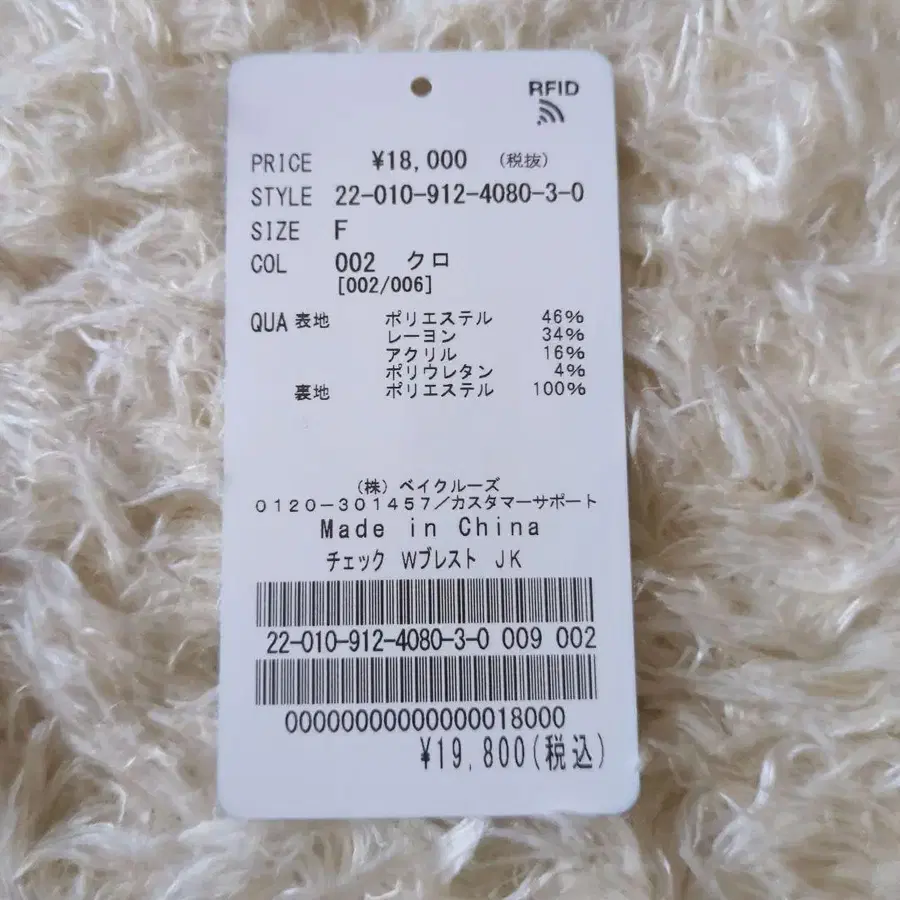 RFID
PRICE ¥18,000 (税抜)
STYLE 22-010-912-4080-3-0
SIZE F
COL 002 クロ
[002/006]
QUA 表地 ポリエステル 46%
レーヨン 34%
アクリル 16%
ポリウレタン 4%
裏地 ポリエステル 100%
(株) ベイクルーズ
0120-301457/カスタマーサポート
Made in China
チェック Wブレスト JK
22-010-912-4080-3-0 009 002
00000000000000018000
¥19,800(税込)